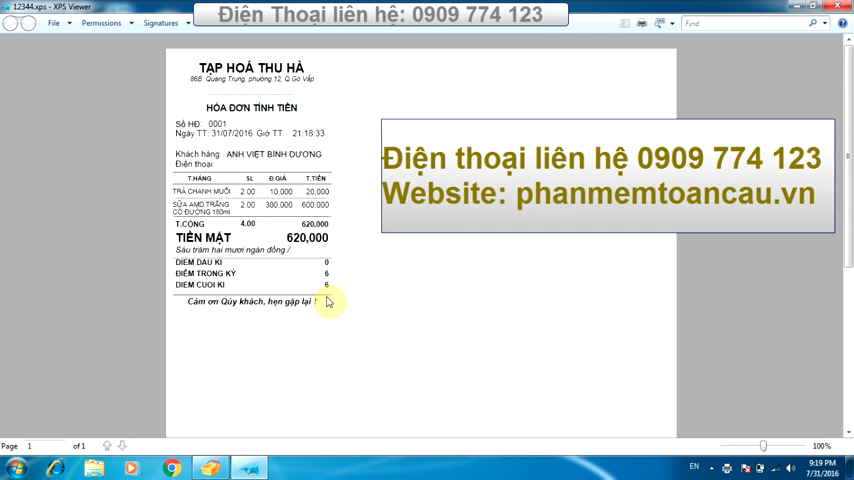 12344.xps - XPS Viewer
Điện Thoại liên hệ: 0909 774 123
File Permissions Signatures Find
TẠP HOÁ THU HÀ
86B Quang Trung, phường 12, Q.Gò Vấp
HÓA ĐƠN TÍNH TIỀN
Số HĐ: 0001
Ngày TT: 31/07/2016 Giờ TT: 21:18:33
Khách hàng: ANH VIỆT BÌNH DƯƠNG
Điện thoại:
T.HÀNG SL Đ.GIÁ T.TIỀN
TRÀ CHANH MUỐI 2.00 10,000 20,000
SỮA AMD TRẮNG 2.00 300,000 600,000
CÓ ĐƯỜNG 180ml
T.CỘNG 4.00 620,000
TIỀN MẶT 620,000
Sáu trăm hai mươi ngàn đồng /.
DIEM DAU KI 0
ĐIỂM TRONG KỲ 6
DIEM CUOI KI 6
Cảm ơn Qúy khách, hẹn gặp lại !
Điện thoại liên hệ 0909 774 123
Website: phanmemtoancau.vn
Page 1 of 1 100%
EN 9:19 PM
7/31/2016